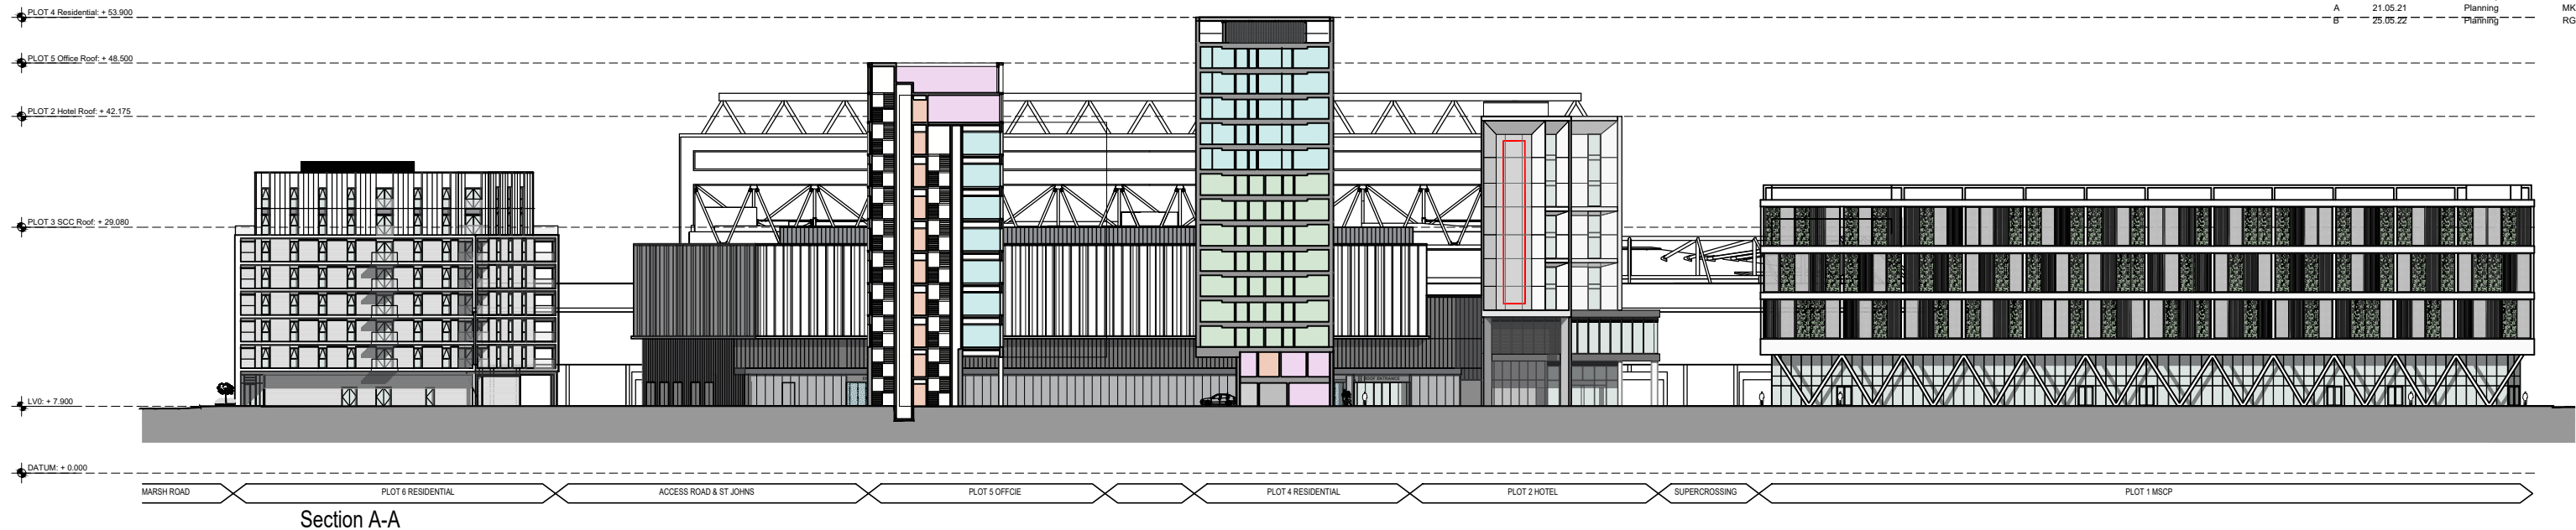 PLOT 4 Residential: + 53.900
A 21.05.21 Planning MK
B 25.05.22 Planning RG
PLOT 5 Office Roof: + 48.500
PLOT 2 Hotel Roof: + 42.175
PLOT 3 SCC Roof: + 29.080
ROOF ENTRANCE
LV0: + 7.900
DATUM: + 0.000
MARSH ROAD
PLOT 6 RESIDENTIAL
ACCESS ROAD & ST JOHNS
PLOT 5 OFFCIE
PLOT 4 RESIDENTIAL
PLOT 2 HOTEL
SUPERCROSSING
PLOT 1 MSCP
Section A-A